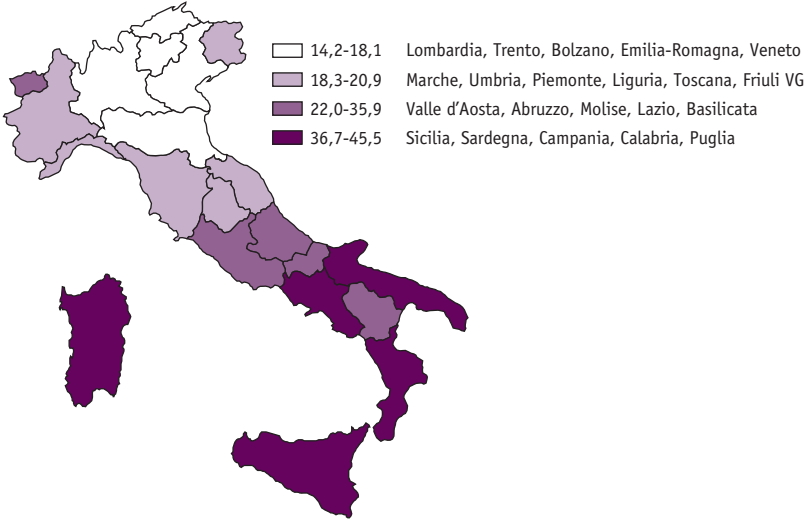 14,2-18,1 Lombardia, Trento, Bolzano, Emilia-Romagna, Veneto
18,3-20,9 Marche, Umbria, Piemonte, Liguria, Toscana, Friuli VG
22,0-35,9 Valle d'Aosta, Abruzzo, Molise, Lazio, Basilicata
36,7-45,5 Sicilia, Sardegna, Campania, Calabria, Puglia